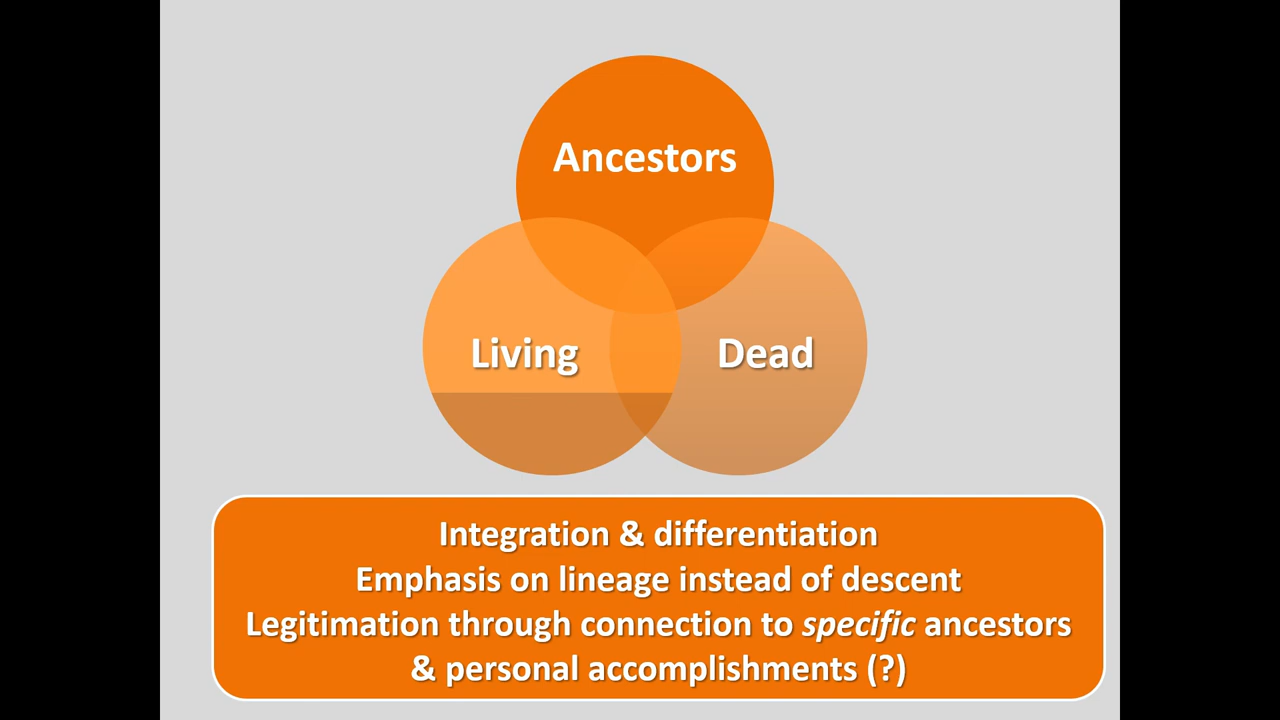 Ancestors
Living
Dead
Integration & differentiation
Emphasis on lineage instead of descent
Legitimation through connection to specific ancestors
& personal accomplishments (?)